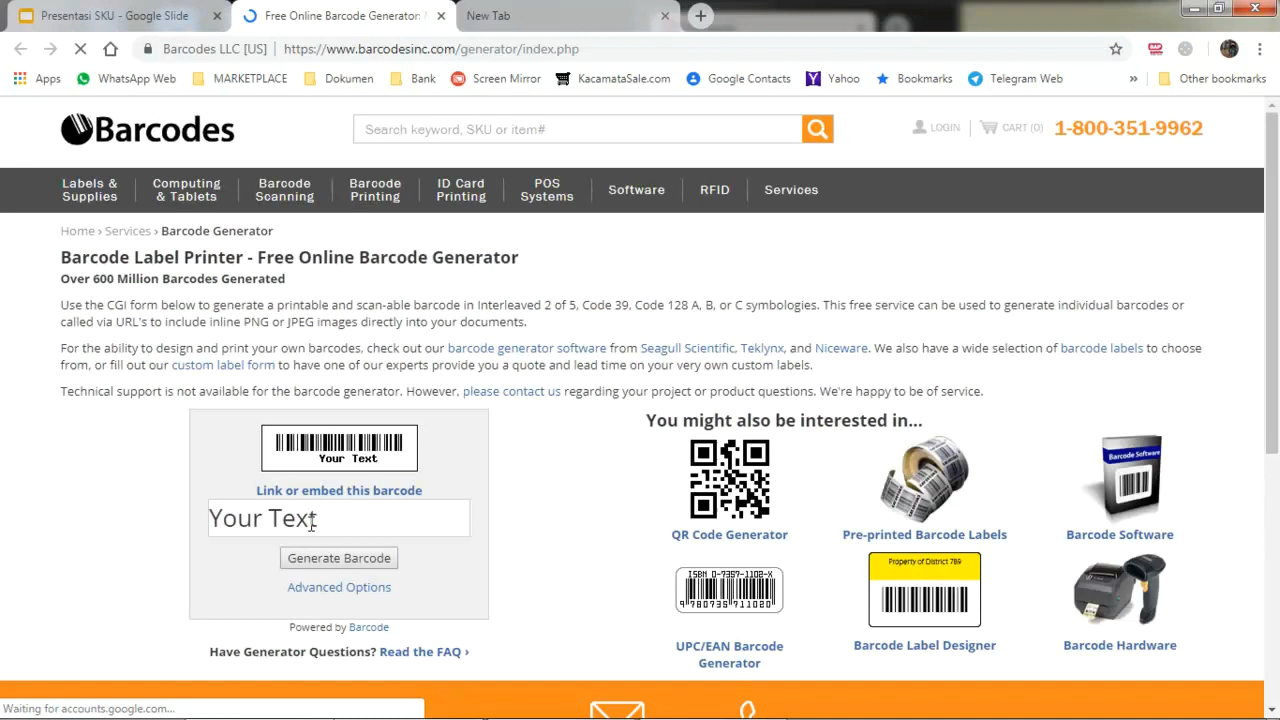 Presentasi SKU - Google Slide
Free Online Barcode Generator:
New Tab
Barcodes LLC [US]
https://www.barcodesinc.com/generator/index.php
Apps
WhatsApp Web
MARKETPLACE
Dokumen
Bank
Screen Mirror
KacamataSale.com
Google Contacts
Yahoo
Bookmarks
Telegram Web
»
Other bookmarks
Barcodes
Search keyword, SKU or item#
LOGIN
CART (0)
1-800-351-9962
Labels & Supplies
Computing & Tablets
Barcode Scanning
Barcode Printing
ID Card Printing
POS Systems
Software
RFID
Services
Home › Services › Barcode Generator
Barcode Label Printer - Free Online Barcode Generator
Over 600 Million Barcodes Generated
Use the CGI form below to generate a printable and scan-able barcode in Interleaved 2 of 5, Code 39, Code 128 A, B, or C symbologies. This free service can be used to generate individual barcodes or
called via URL's to include inline PNG or JPEG images directly into your documents.
For the ability to design and print your own barcodes, check out our barcode generator software from Seagull Scientific, Teklynx, and Niceware. We also have a wide selection of barcode labels to choose
from, or fill out our custom label form to have one of our experts provide you a quote and lead time on your very own custom labels.
Technical support is not available for the barcode generator. However, please contact us regarding your project or product questions. We're happy to be of service.
Your Text
Link or embed this barcode
Your Text
Generate Barcode
Advanced Options
Powered by Barcode
Have Generator Questions? Read the FAQ ›
You might also be interested in...
QR Code Generator
Pre-printed Barcode Labels
Barcode Software
Barcode Software
ISBN 0-7357-1102-X
9 780735 711020
Property of District 789
UPC/EAN Barcode
Generator
Barcode Label Designer
Barcode Hardware
Waiting for accounts.google.com...